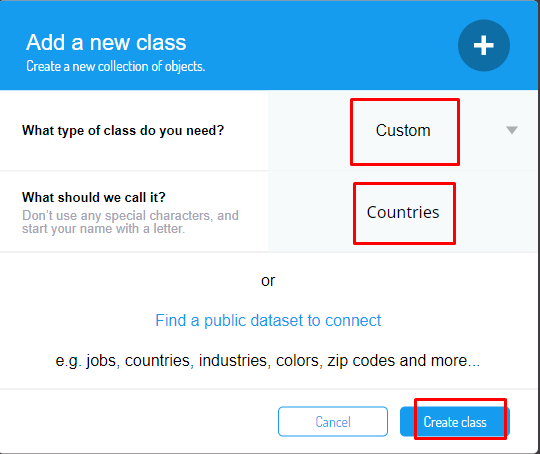 Add a new class
Create a new collection of objects.
What type of class do you need?
Custom
What should we call it?
Don't use any special characters, and
start your name with a letter.
Countries
or
Find a public dataset to connect
e.g. jobs, countries, industries, colors, zip codes and more...
Cancel
Create class